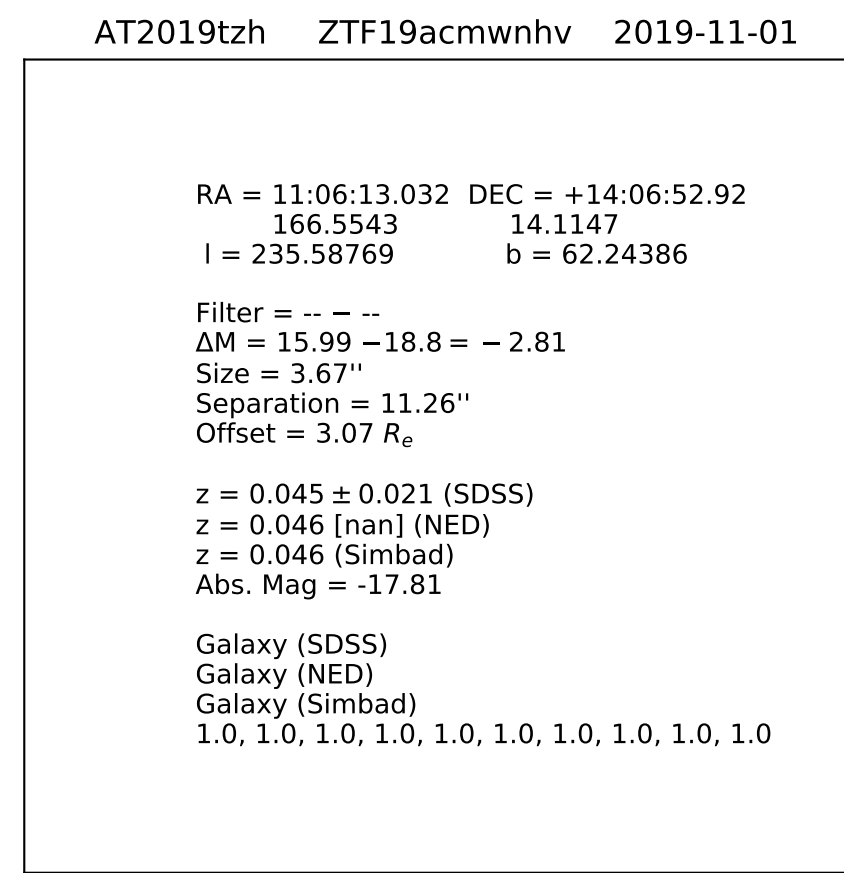 AT2019tzh ZTF19acmwnhv 2019-11-01
RA = 11:06:13.032 DEC = +14:06:52.92
166.5543 14.1147
l = 235.58769 b = 62.24386
Filter = -- − --
ΔM = 15.99 −18.8 = − 2.81
Size = 3.67''
Separation = 11.26''
Offset = 3.07 Rₑ
z = 0.045 ± 0.021 (SDSS)
z = 0.046 [nan] (NED)
z = 0.046 (Simbad)
Abs. Mag = -17.81
Galaxy (SDSS)
Galaxy (NED)
Galaxy (Simbad)
1.0, 1.0, 1.0, 1.0, 1.0, 1.0, 1.0, 1.0, 1.0, 1.0